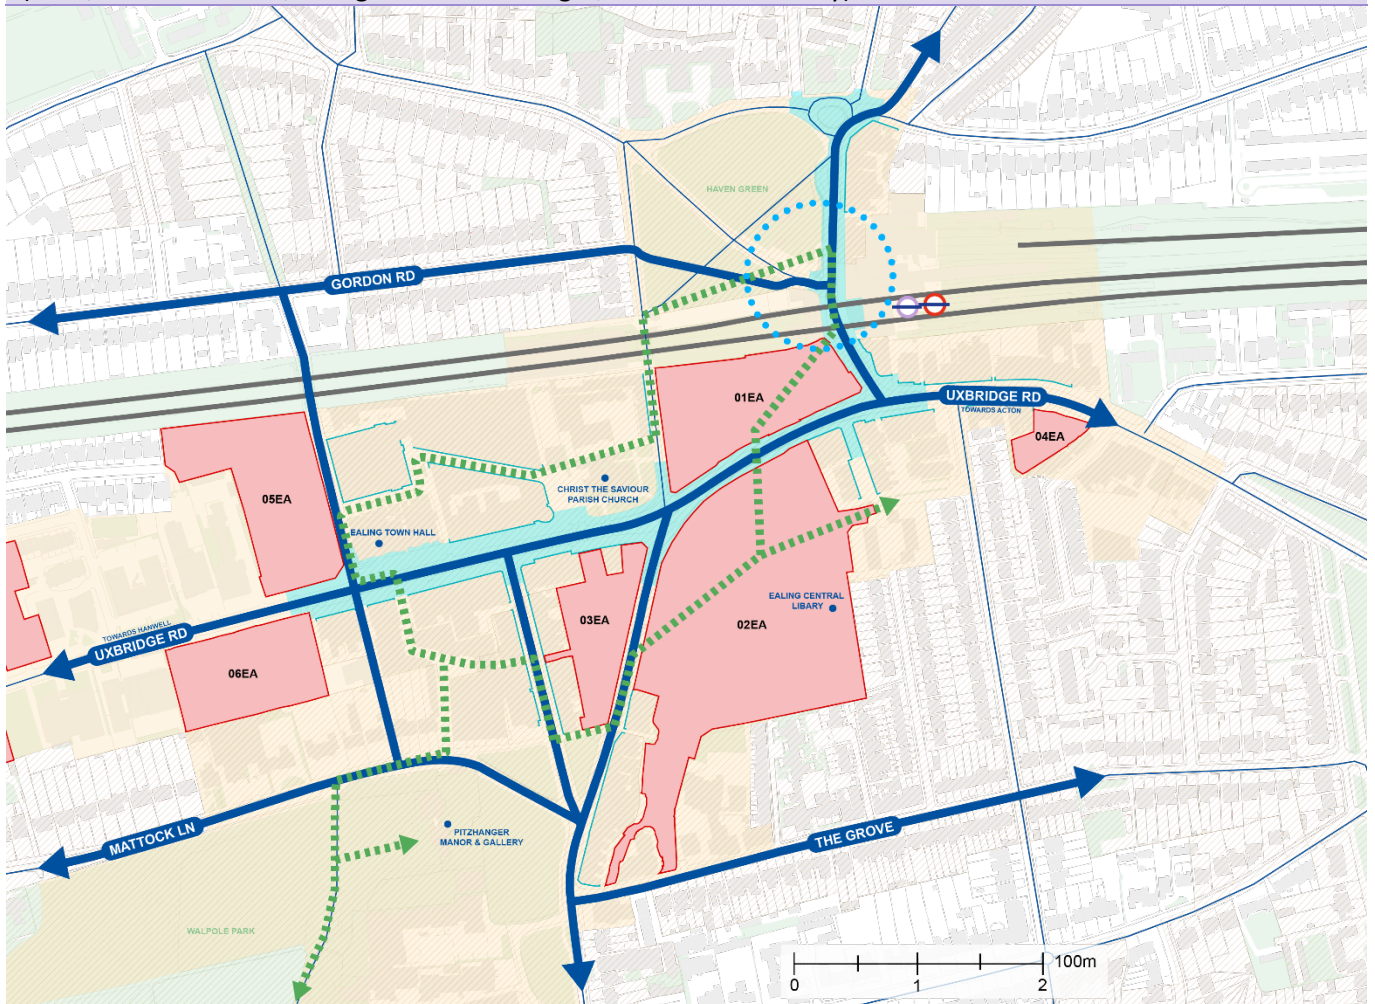 HAVEN GREEN
GORDON RD
01EA
UXBRIDGE RD
TOWARDS ACTON
04EA
CHRIST THE SAVIOUR
PARISH CHURCH
05EA
EALING TOWN HALL
EALING CENTRAL
LIBARY
03EA
02EA
TOWARDS HANWELL
UXBRIDGE RD
06EA
MATTOCK LN
PITZHANGER
MANOR & GALLERY
THE GROVE
WALPOLE PARK
100m
0
1
2